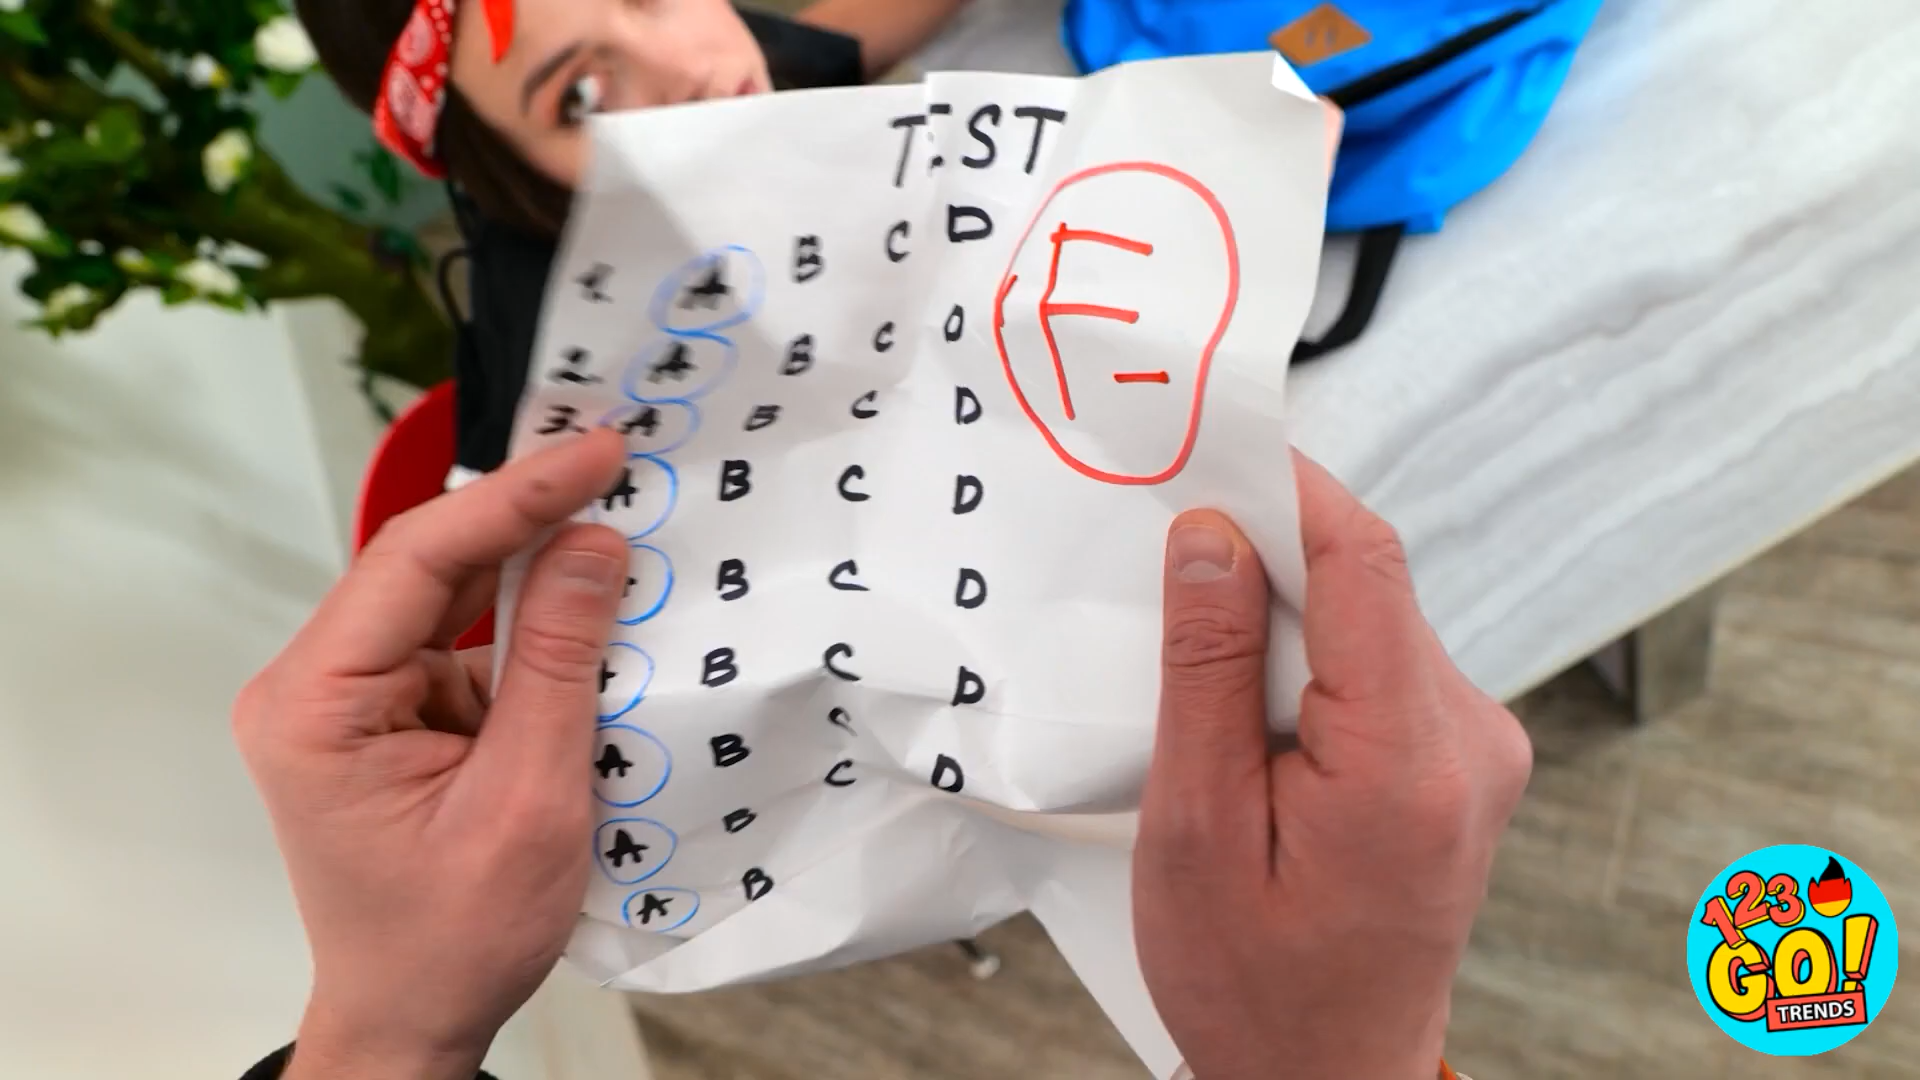 TEST
1. A B C D
F-
2. A B C D
3. A B C D
A B C D
B C D
B C D
A B C D
A B C
A B
123
GO!
TRENDS